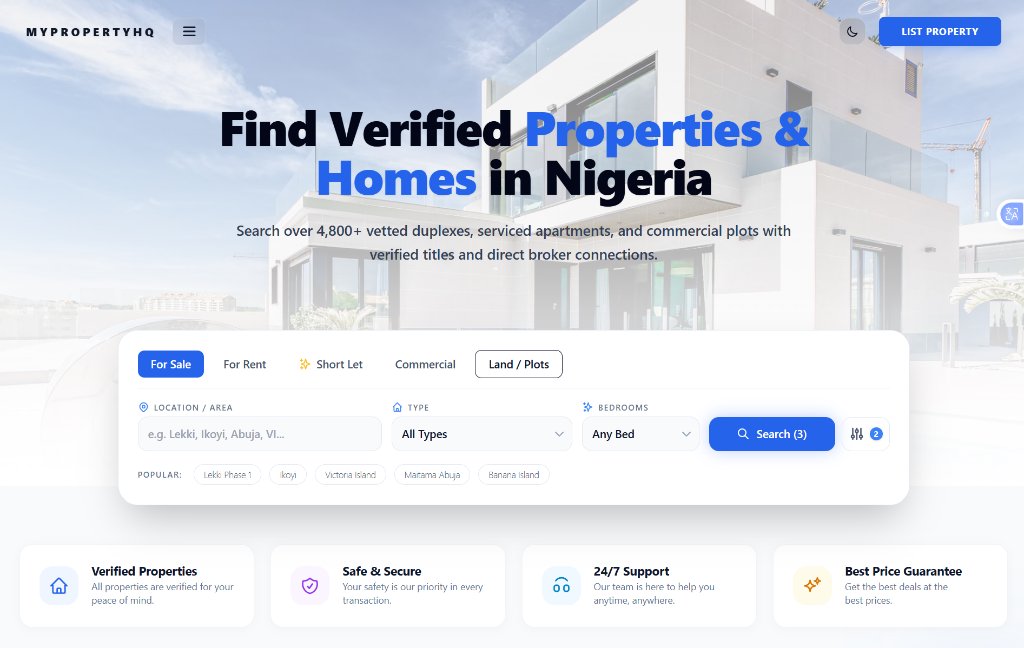 MYPROPERTYHQ
LIST PROPERTY
Find Verified Properties &
Homes in Nigeria
Search over 4,800+ vetted duplexes, serviced apartments, and commercial plots with
verified titles and direct broker connections.
For Sale
For Rent
Short Let
Commercial
Land / Plots
LOCATION / AREA
TYPE
BEDROOMS
e.g. Lekki, Ikoyi, Abuja, VI...
All Types
Any Bed
Search (3)
2
POPULAR:
Lekki Phase 1
Ikoyi
Victoria Island
Maitama Abuja
Banana Island
Verified Properties
All properties are verified for your
peace of mind.
Safe & Secure
Your safety is our priority in every
transaction.
24/7 Support
Our team is here to help you
anytime, anywhere.
Best Price Guarantee
Get the best deals at the
best prices.